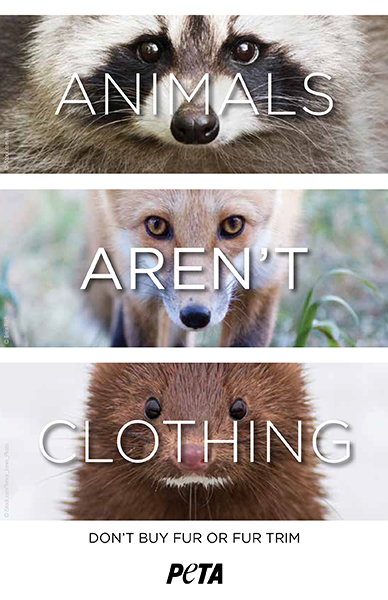 ANIMALS
AREN'T
CLOTHING
DON'T BUY FUR OR FUR TRIM
PETA